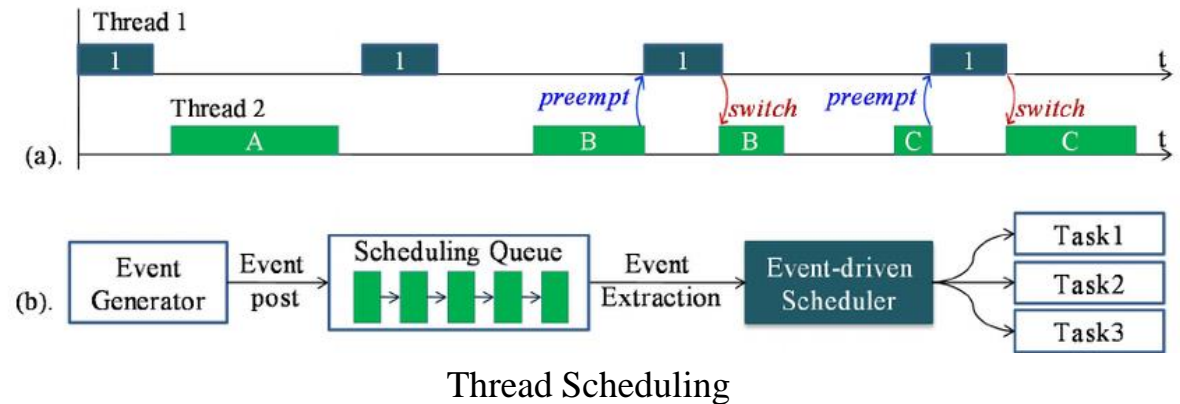 Thread 1
1 1 1 1 t
preempt switch preempt switch
Thread 2
A B B C C t
(a).
Event Generator
Event post
Scheduling Queue
Event Extraction
Event-driven Scheduler
Task1
Task2
Task3
(b).
Thread Scheduling